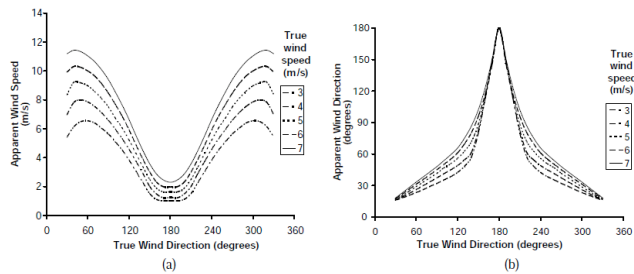 14
12
10
8
6
4
2
0
Apparent Wind Speed
(m/s)
0 60 120 180 240 300 360
True Wind Direction (degrees)
True
wind
speed
(m/s)
3
4
5
6
7
(a)
180
150
120
90
60
30
0
Apparent Wind Direction
(degrees)
0 60 120 180 240 300 360
True Wind Direction (degrees)
True
wind
speed
(m/s)
3
4
5
6
7
(b)